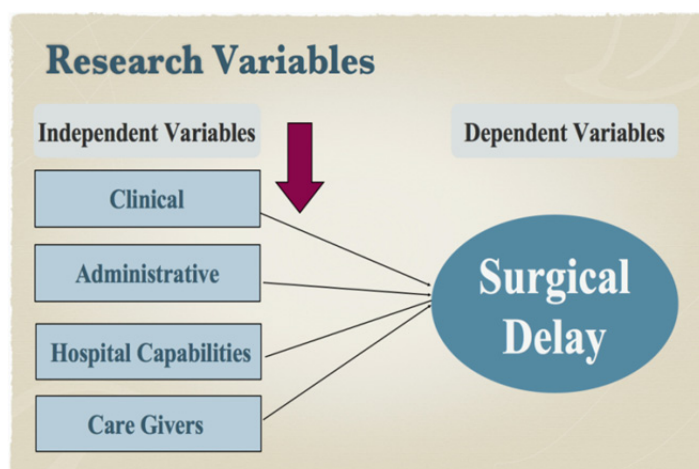 Research Variables
Independent Variables
Dependent Variables
Clinical
Administrative
Hospital Capabilities
Care Givers
Surgical
Delay